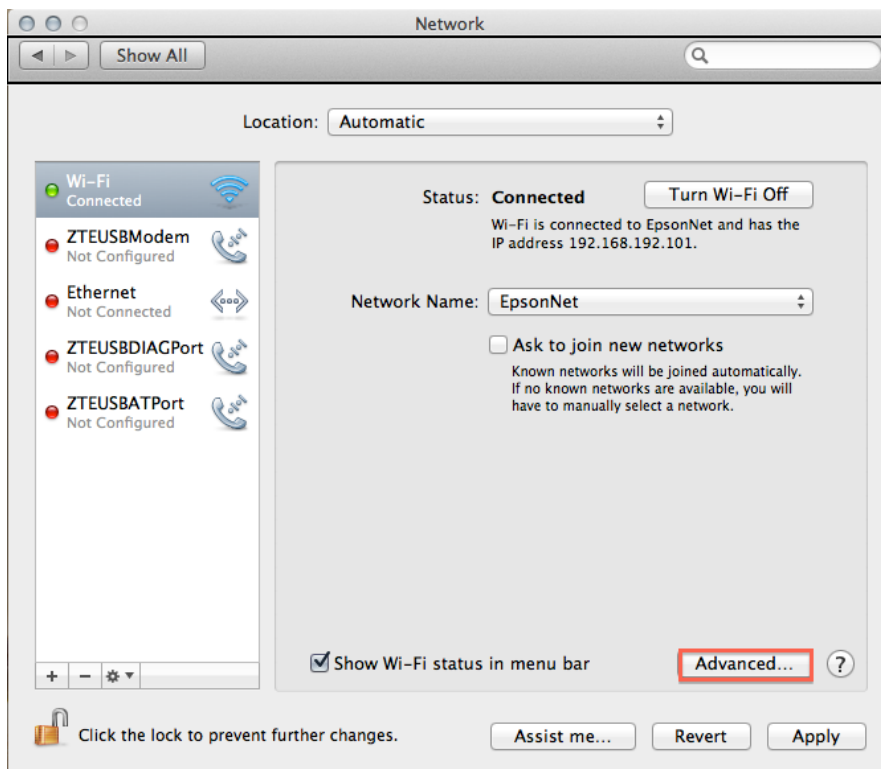 Network
Show All
Location: Automatic
Wi-Fi
Connected
ZTEUSBModem
Not Configured
Ethernet
Not Connected
ZTEUSBDIAGPort
Not Configured
ZTEUSBATPort
Not Configured
Status: Connected
Turn Wi-Fi Off
Wi-Fi is connected to EpsonNet and has the
IP address 192.168.192.101.
Network Name: EpsonNet
Ask to join new networks
Known networks will be joined automatically.
If no known networks are available, you will
have to manually select a network.
+ −
Show Wi-Fi status in menu bar
Advanced...
?
Click the lock to prevent further changes.
Assist me...
Revert
Apply